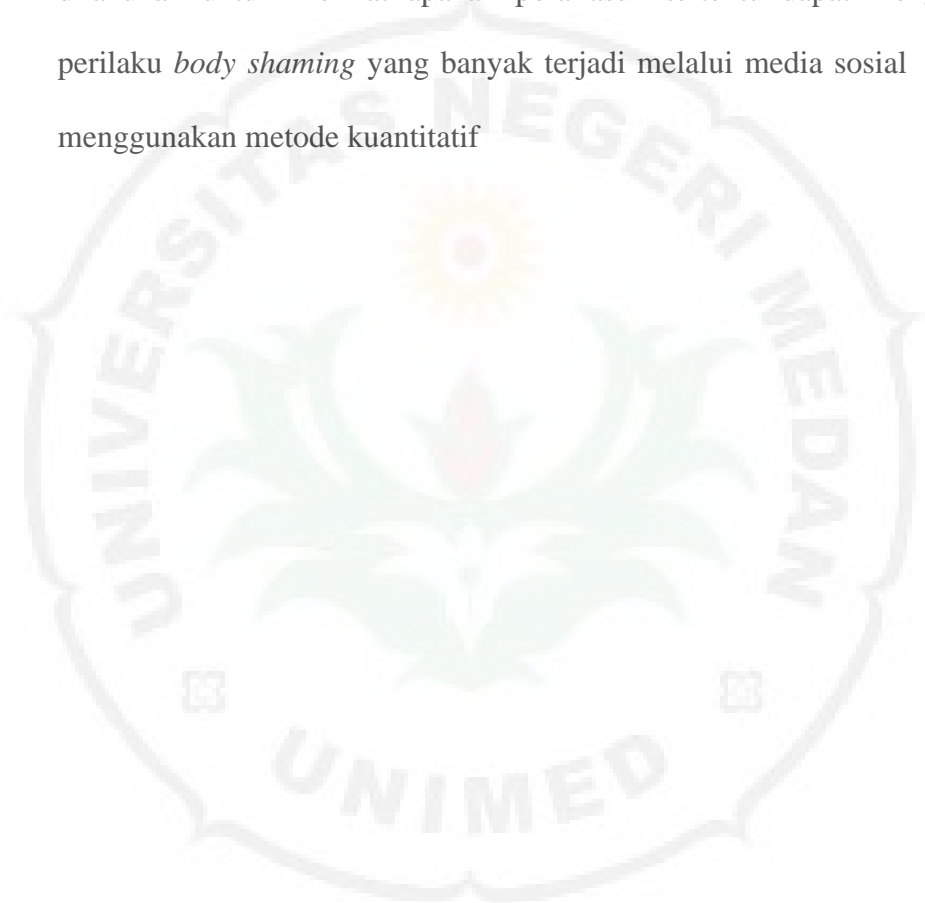 perilaku body shaming yang banyak terjadi melalui media sosial
menggunakan metode kuantitatif
UNIVERSITAS NEGERI MEDAN
UNIMED